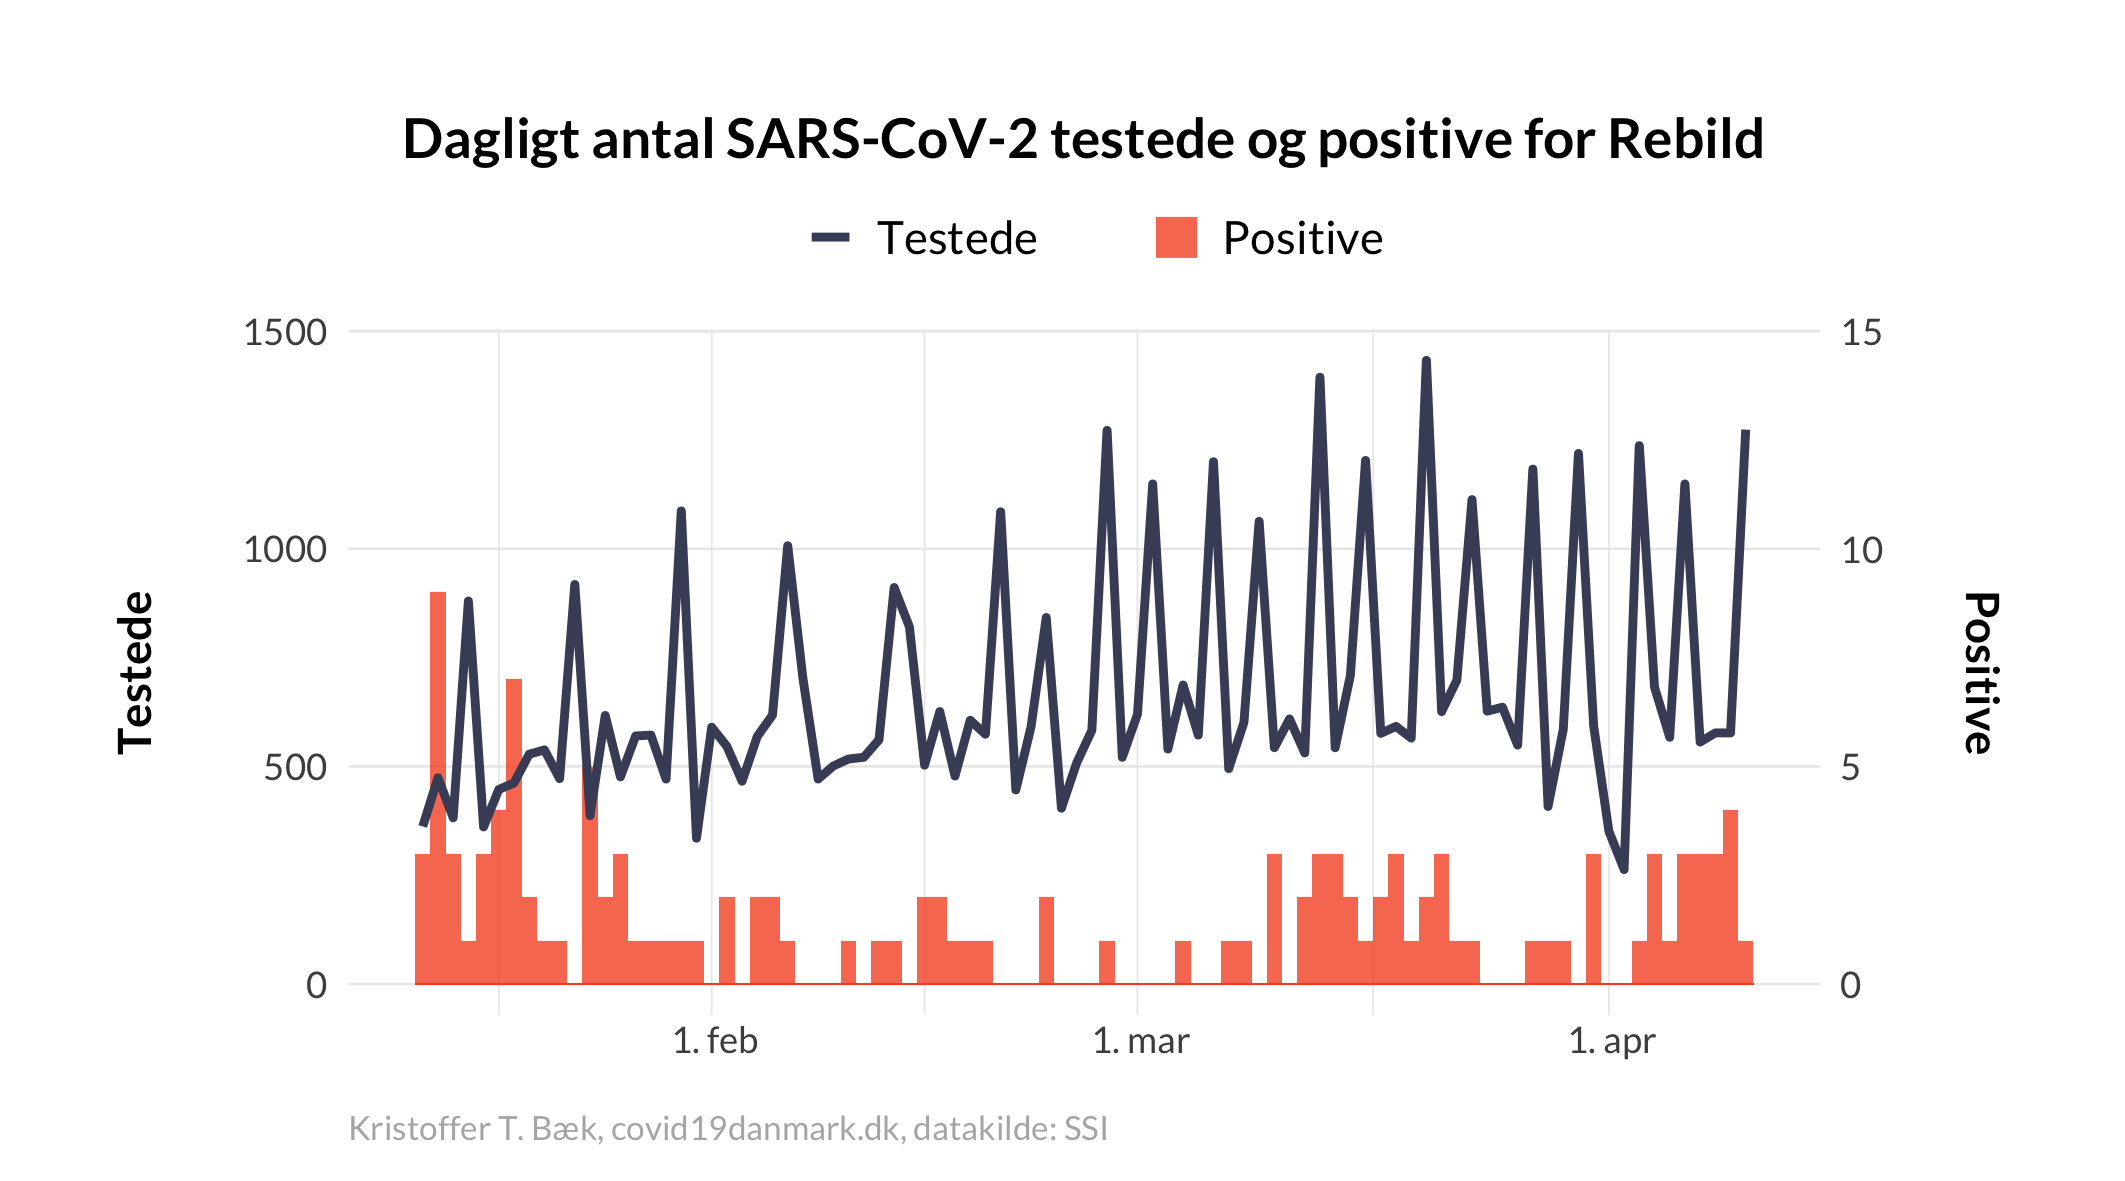 Dagligt antal SARS-CoV-2 testede og positive for Rebild
Testede
Positive
1500
1000
500
0
15
10
5
0
Testede
Positive
1. feb
1. mar
1. apr
Kristoffer T. Bæk, covid19danmark.dk, datakilde: SSI